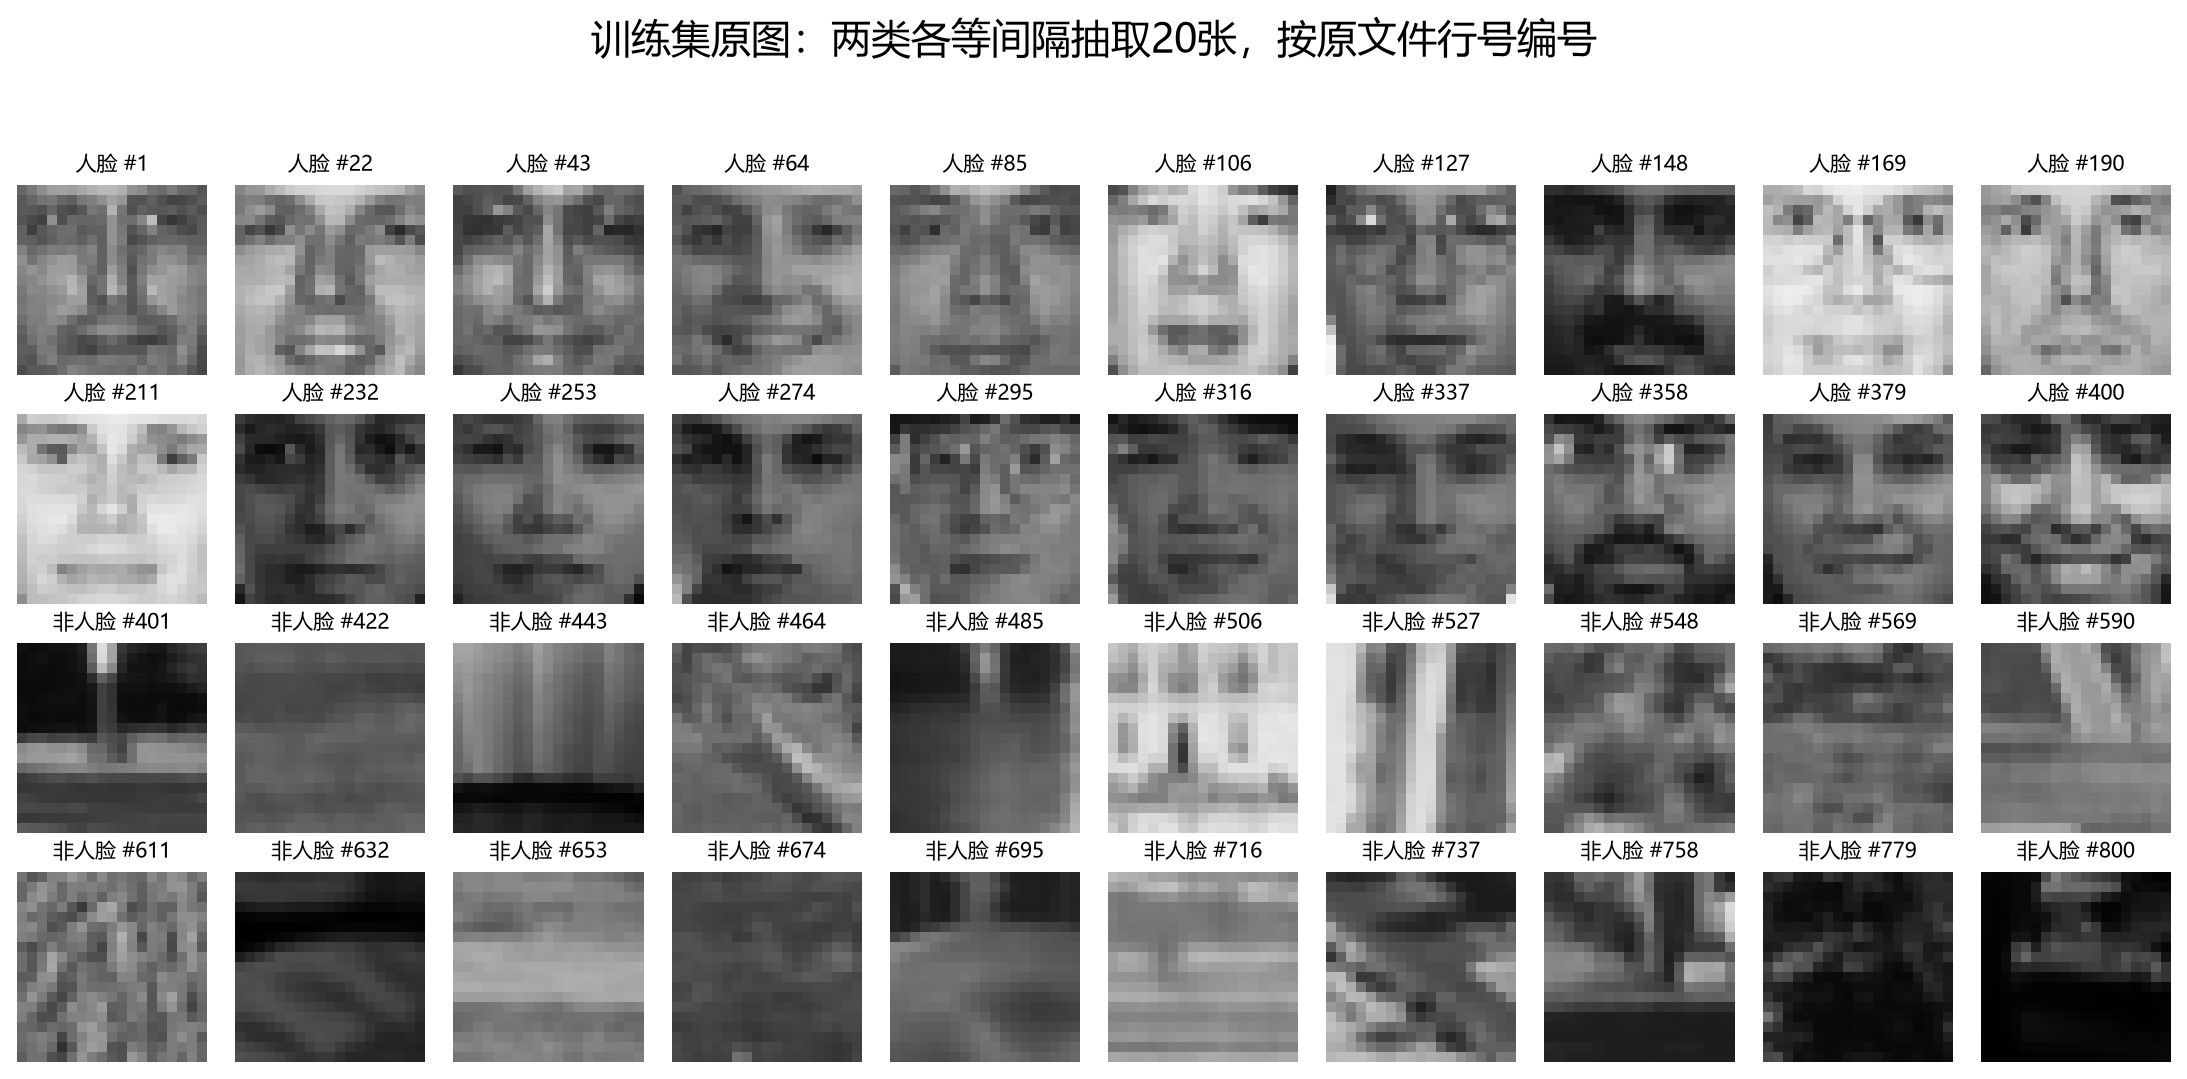 训练集原图：两类各等间隔抽取20张，按原文件行号编号
人脸 #1 人脸 #22 人脸 #43 人脸 #64 人脸 #85 人脸 #106 人脸 #127 人脸 #148 人脸 #169 人脸 #190
人脸 #211 人脸 #232 人脸 #253 人脸 #274 人脸 #295 人脸 #316 人脸 #337 人脸 #358 人脸 #379 人脸 #400
非人脸 #401 非人脸 #422 非人脸 #443 非人脸 #464 非人脸 #485 非人脸 #506 非人脸 #527 非人脸 #548 非人脸 #569 非人脸 #590
非人脸 #611 非人脸 #632 非人脸 #653 非人脸 #674 非人脸 #695 非人脸 #716 非人脸 #737 非人脸 #758 非人脸 #779 非人脸 #800